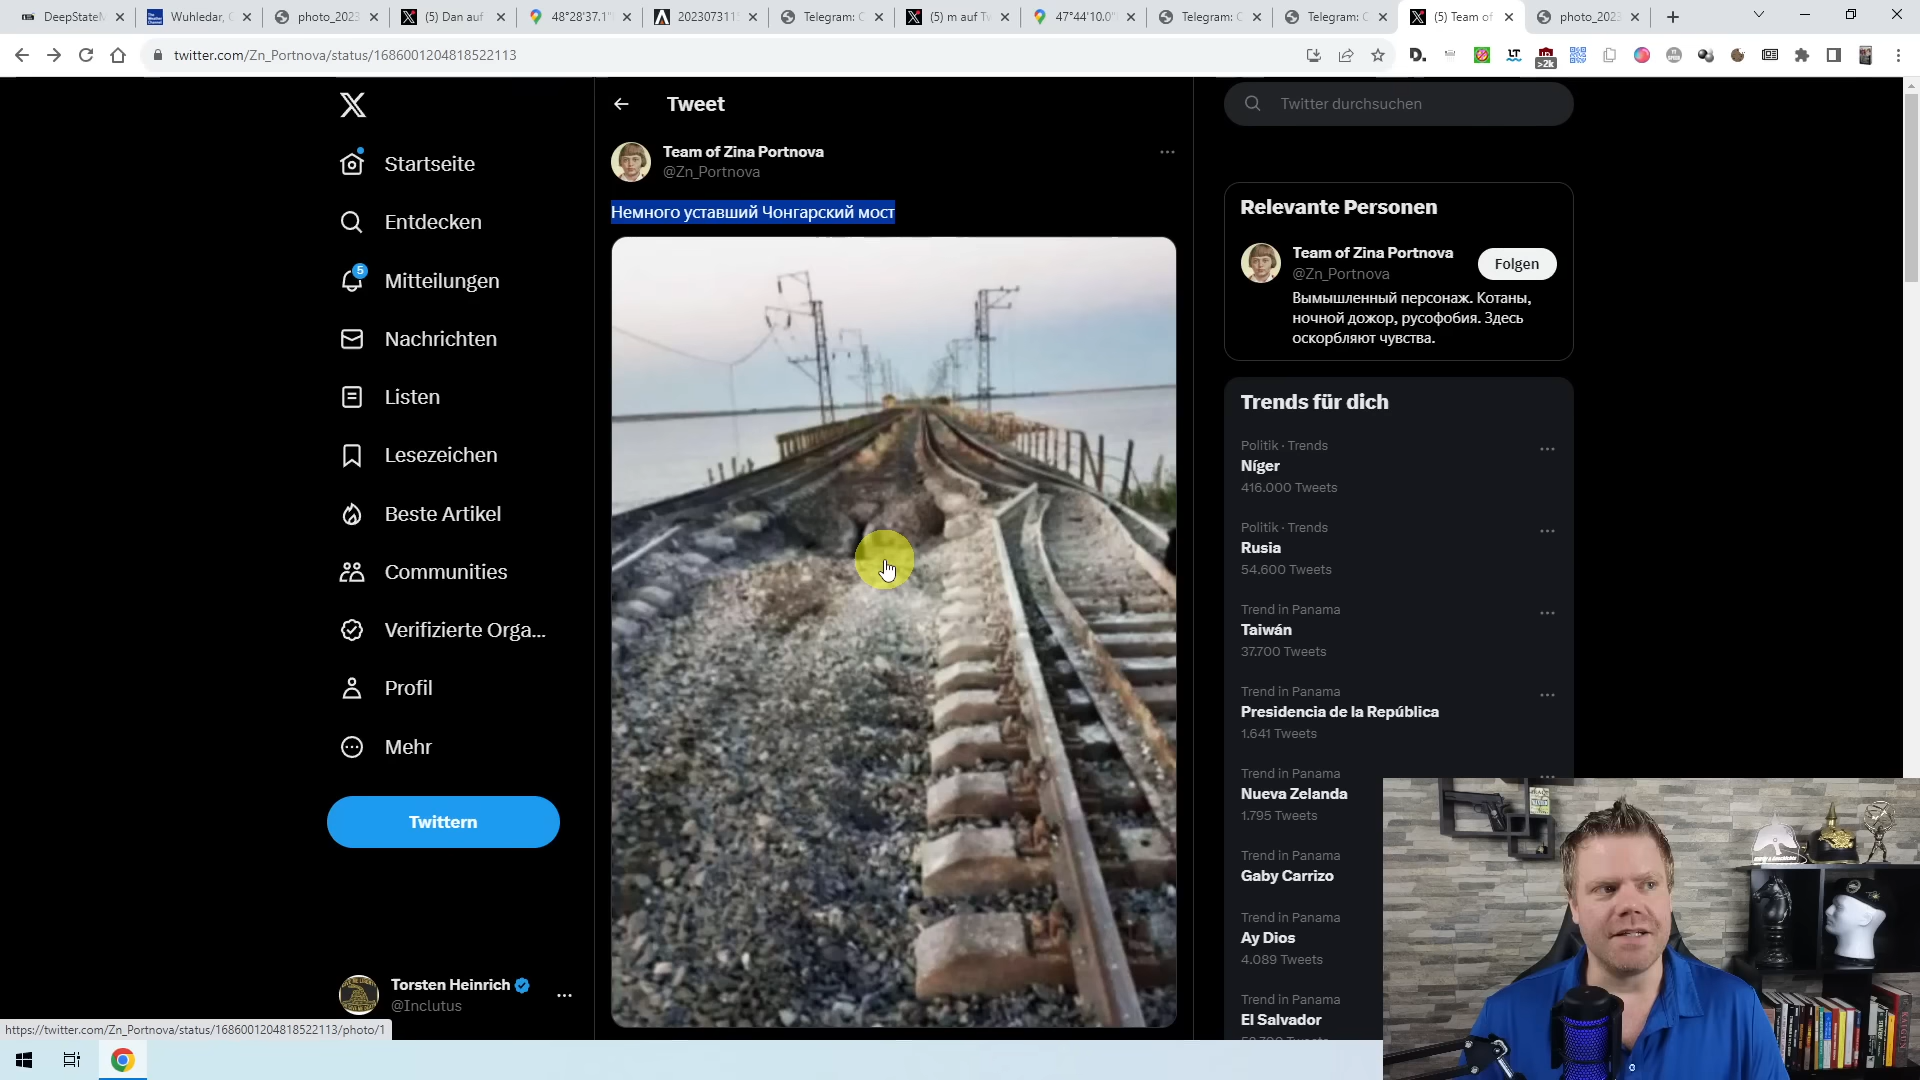 DeepStateM
Wuhledar,
photo_2023
(5) Dan auf
48°28'37.1"
2023073115
Telegram: C
(5) m auf Tw
47°44'10.0"
Telegram: C
Telegram: C
(5) Team of
photo_2023
twitter.com/Zn_Portnova/status/1686001204818522113
>2k
Startseite
Entdecken
5
Mitteilungen
Nachrichten
Listen
Lesezeichen
Beste Artikel
Communities
Verifizierte Orga...
Profil
Mehr
Twittern
Torsten Heinrich
@Inclutus
https://twitter.com/Zn_Portnova/status/1686001204818522113/photo/1
Tweet
Team of Zina Portnova
@Zn_Portnova
Немного уставший Чонгарский мост
Twitter durchsuchen
Relevante Personen
Team of Zina Portnova
@Zn_Portnova
Folgen
Вымышленный персонаж. Котаны,
ночной дожор, русофобия. Здесь
оскорбляют чувства.
Trends für dich
Politik · Trends
Níger
416.000 Tweets
Politik · Trends
Rusia
54.600 Tweets
Trend in Panama
Taiwán
37.700 Tweets
Trend in Panama
Presidencia de la República
1.641 Tweets
Trend in Panama
Nueva Zelanda
1.795 Tweets
Trend in Panama
Gaby Carrizo
Trend in Panama
Ay Dios
4.089 Tweets
Trend in Panama
El Salvador